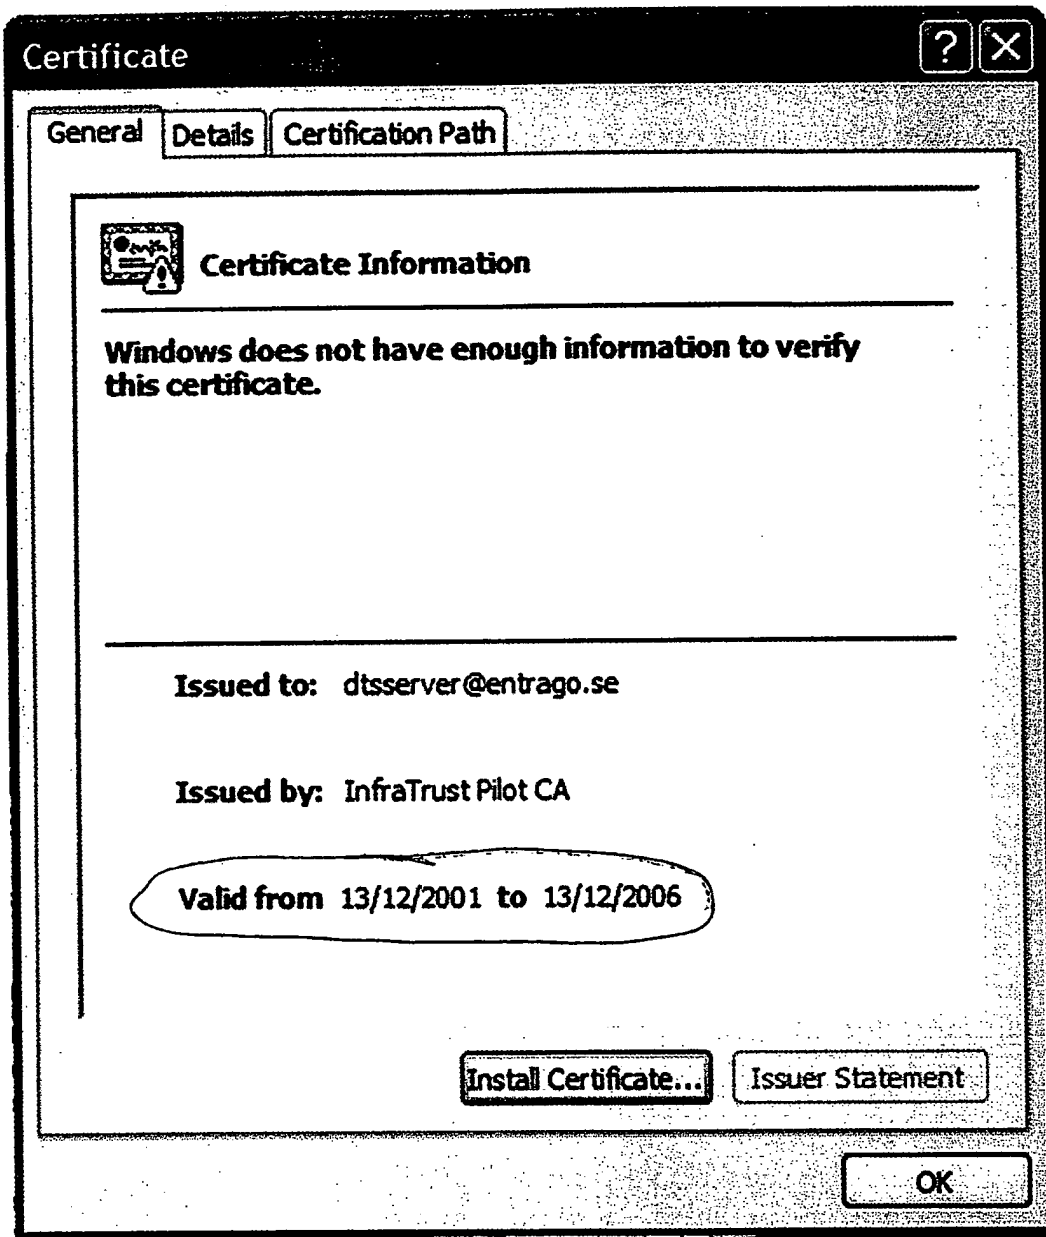 Certificate
General Details Certification Path
Certificate Information
Windows does not have enough information to verify
this certificate.
Issued to: dtsserver@entrago.se
Issued by: InfraTrust Pilot CA
Valid from 13/12/2001 to 13/12/2006
Install Certificate... Issuer Statement
OK